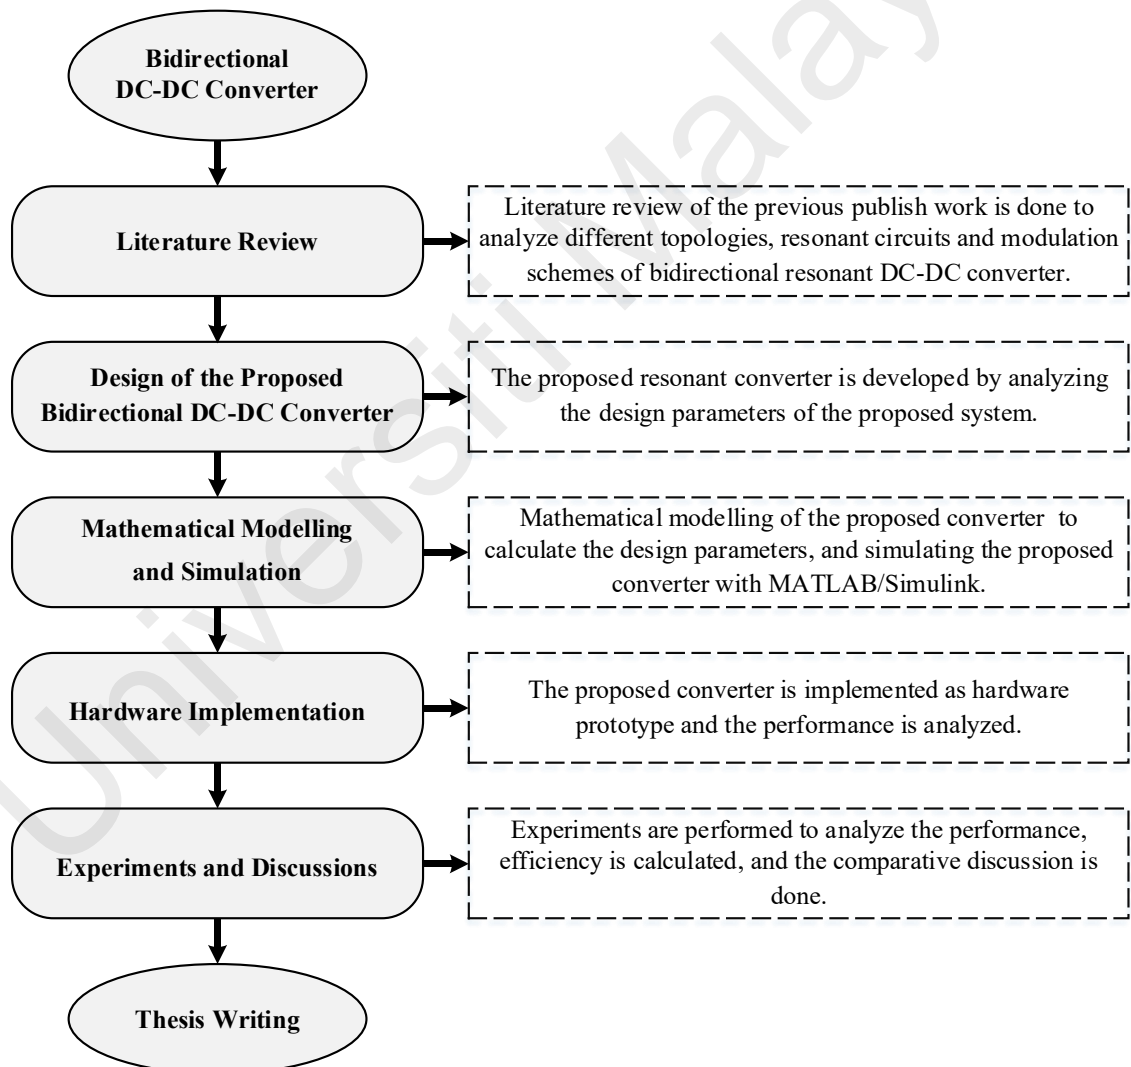 Bidirectional
DC-DC Converter
Literature Review
Literature review of the previous publish work is done to
analyze different topologies, resonant circuits and modulation
schemes of bidirectional resonant DC-DC converter.
Design of the Proposed
Bidirectional DC-DC Converter
The proposed resonant converter is developed by analyzing
the design parameters of the proposed system.
Mathematical Modelling
and Simulation
Mathematical modelling of the proposed converter to
calculate the design parameters, and simulating the proposed
converter with MATLAB/Simulink.
Hardware Implementation
The proposed converter is implemented as hardware
prototype and the performance is analyzed.
Experiments and Discussions
Experiments are performed to analyze the performance,
efficiency is calculated, and the comparative discussion is
done.
Thesis Writing
Universiti Malay